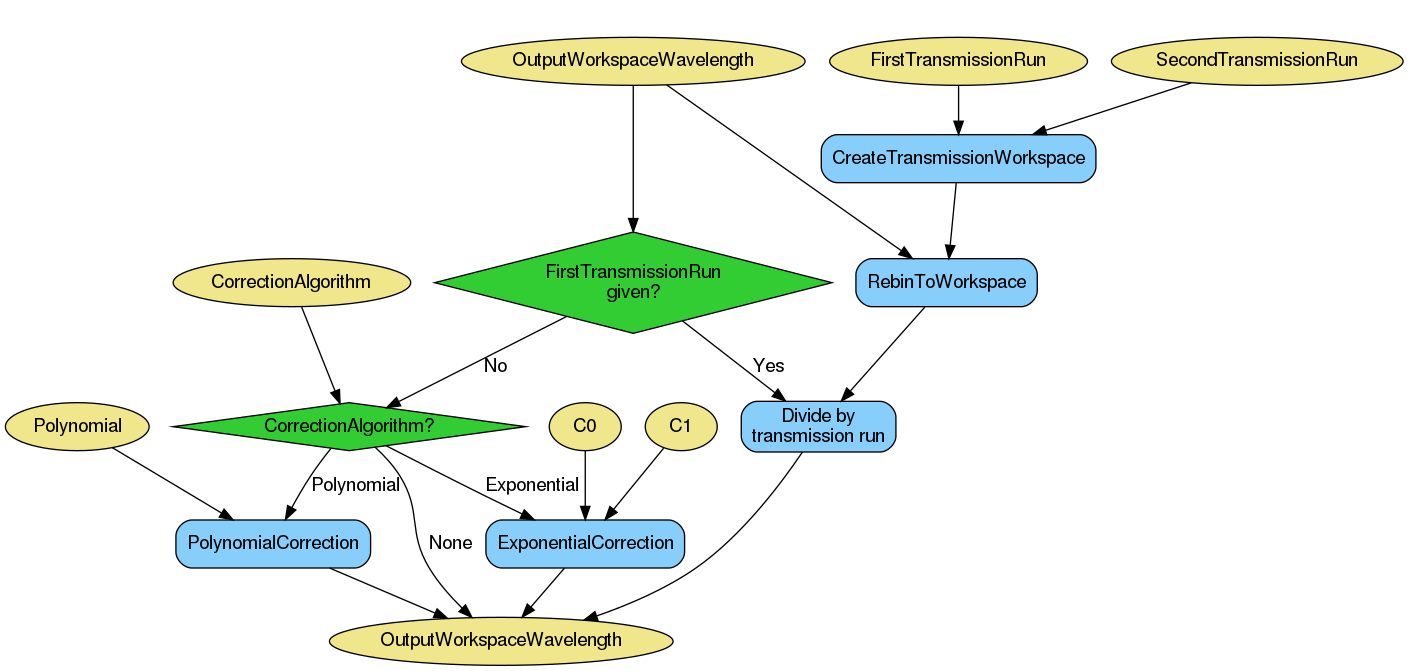 OutputWorkspaceWavelength
FirstTransmissionRun
SecondTransmissionRun
CreateTransmissionWorkspace
CorrectionAlgorithm
FirstTransmissionRun
given?
RebinToWorkspace
No
Yes
Polynomial
CorrectionAlgorithm?
C0
C1
Divide by
transmission run
Polynomial
Exponential
PolynomialCorrection
None
ExponentialCorrection
OutputWorkspaceWavelength